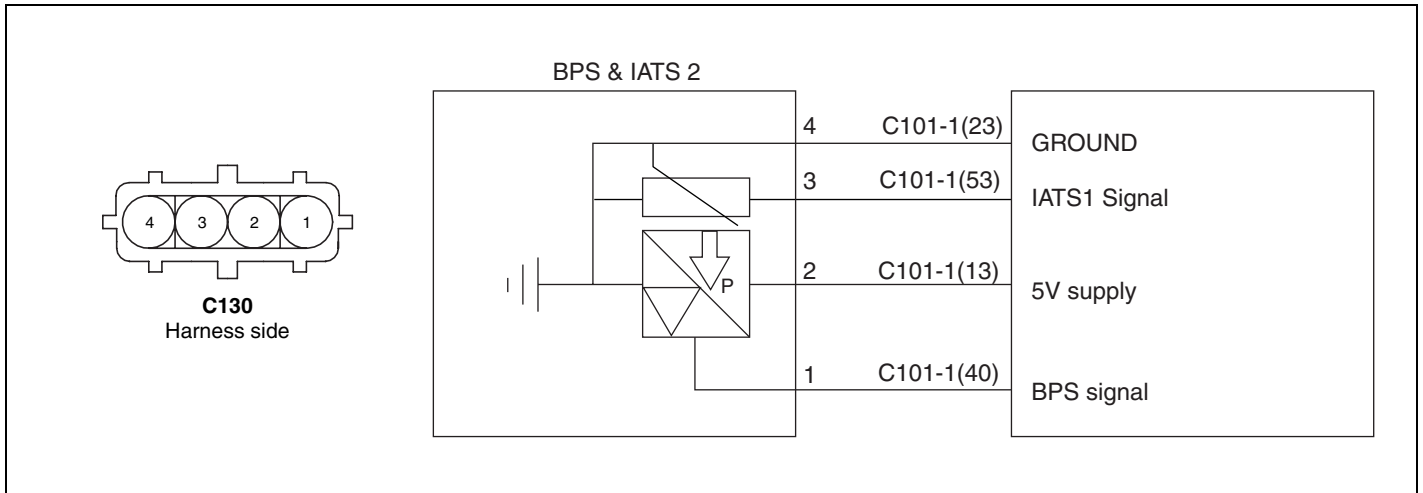 BPS & IATS 2
4 C101-1(23) GROUND
3 C101-1(53) IATS1 Signal
P
2 C101-1(13) 5V supply
1 C101-1(40) BPS signal
4 3 2 1
C130
Harness side